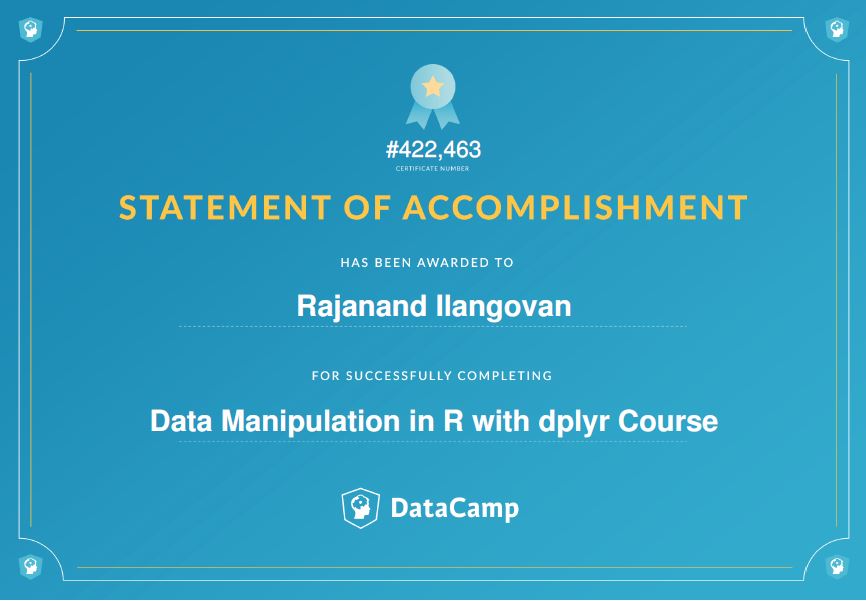 #422,463
CERTIFICATE NUMBER
STATEMENT OF ACCOMPLISHMENT
HAS BEEN AWARDED TO
Rajanand Ilangovan
FOR SUCCESSFULLY COMPLETING
Data Manipulation in R with dplyr Course
DataCamp